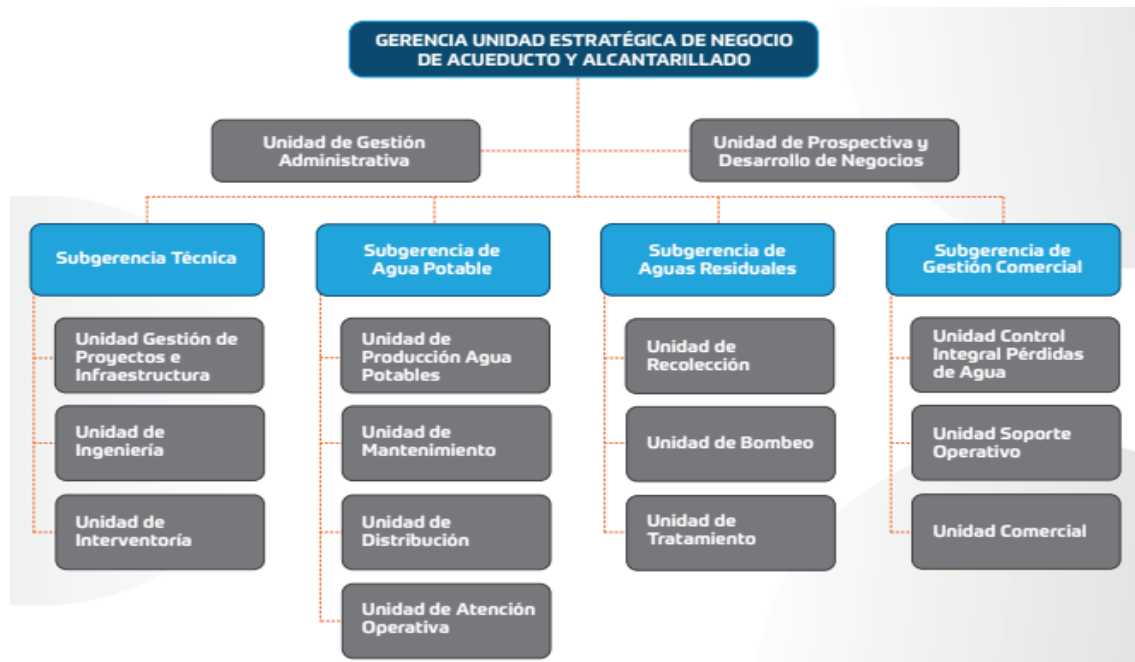 GERENCIA UNIDAD ESTRATÉGICA DE NEGOCIO
DE ACUEDUCTO Y ALCANTARILLADO
Unidad de Gestión
Administrativa
Unidad de Prospectiva y
Desarrollo de Negocios
Subgerencia Técnica
Unidad Gestión de
Proyectos e
Infraestructura
Unidad de
Ingeniería
Unidad de
Interventoría
Subgerencia de
Agua Potable
Unidad de
Producción Agua
Potables
Unidad de
Mantenimiento
Unidad de
Distribución
Unidad de Atención
Operativa
Subgerencia de
Aguas Residuales
Unidad de
Recolección
Unidad de Bombeo
Unidad de
Tratamiento
Subgerencia de
Gestión Comercial
Unidad Control
Integral Pérdidas
de Agua
Unidad Soporte
Operativo
Unidad Comercial